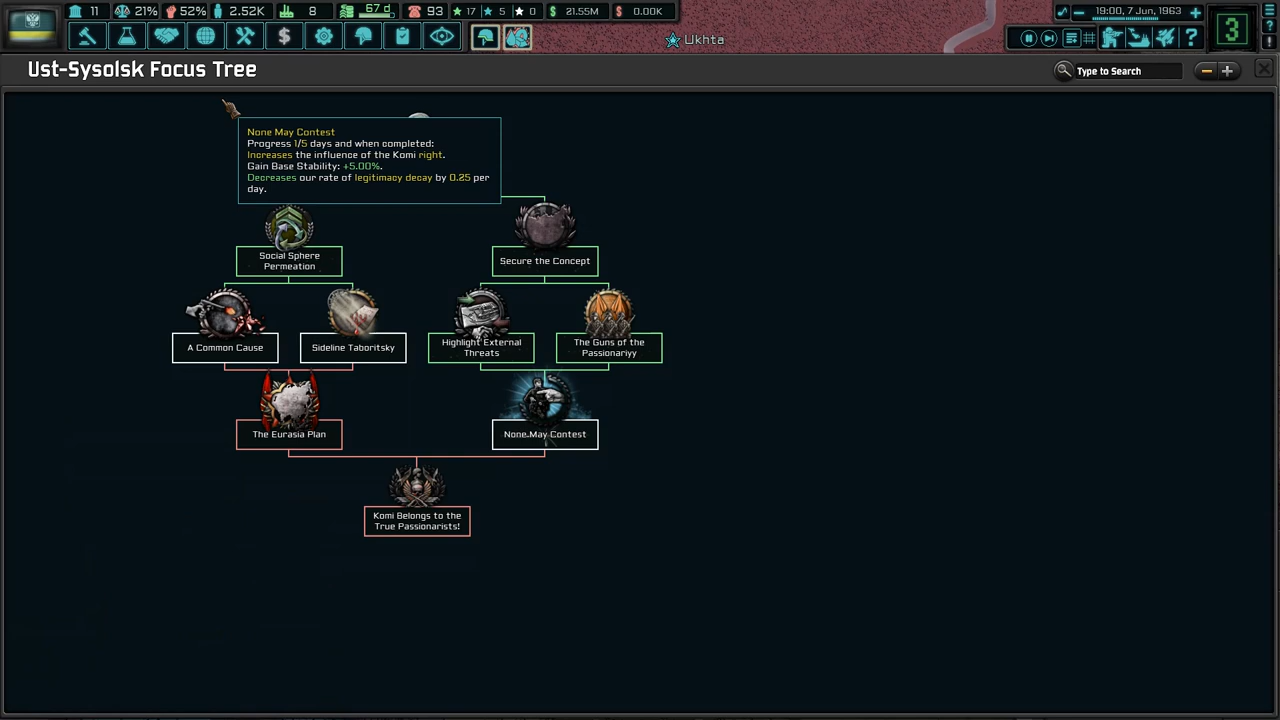 11 21% 52% 2.52K 8 67 d 93 17 5 0 21.55M 0.00K
19:00, 7 Jun, 1963
3
Ukhta
Ust-Sysolsk Focus Tree
Type to Search
None May Contest
Progress 1/5 days and when completed:
Increases the influence of the Komi right.
Gain Base Stability: +5.00%.
Decreases our rate of legitimacy decay by 0.25 per
day.
Social Sphere
Permeation
Secure the Concept
A Common Cause
Sideline Taboritsky
Highlight External
Threats
The Guns of the
Passionariyy
The Eurasia Plan
None May Contest
Komi Belongs to the
True Passionarists!